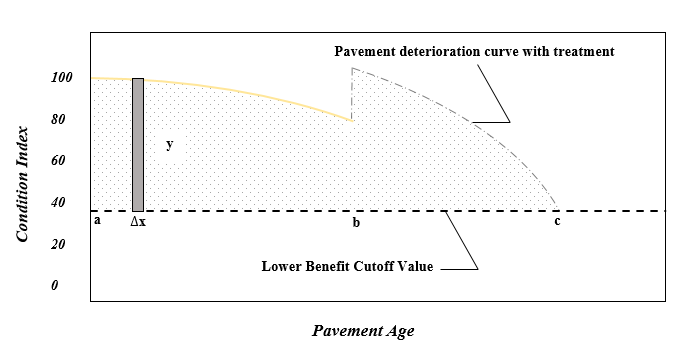 Pavement deterioration curve with treatment
Condition Index
100
80
60
40
20
0
y
a
Δx
b
c
Lower Benefit Cutoff Value
Pavement Age